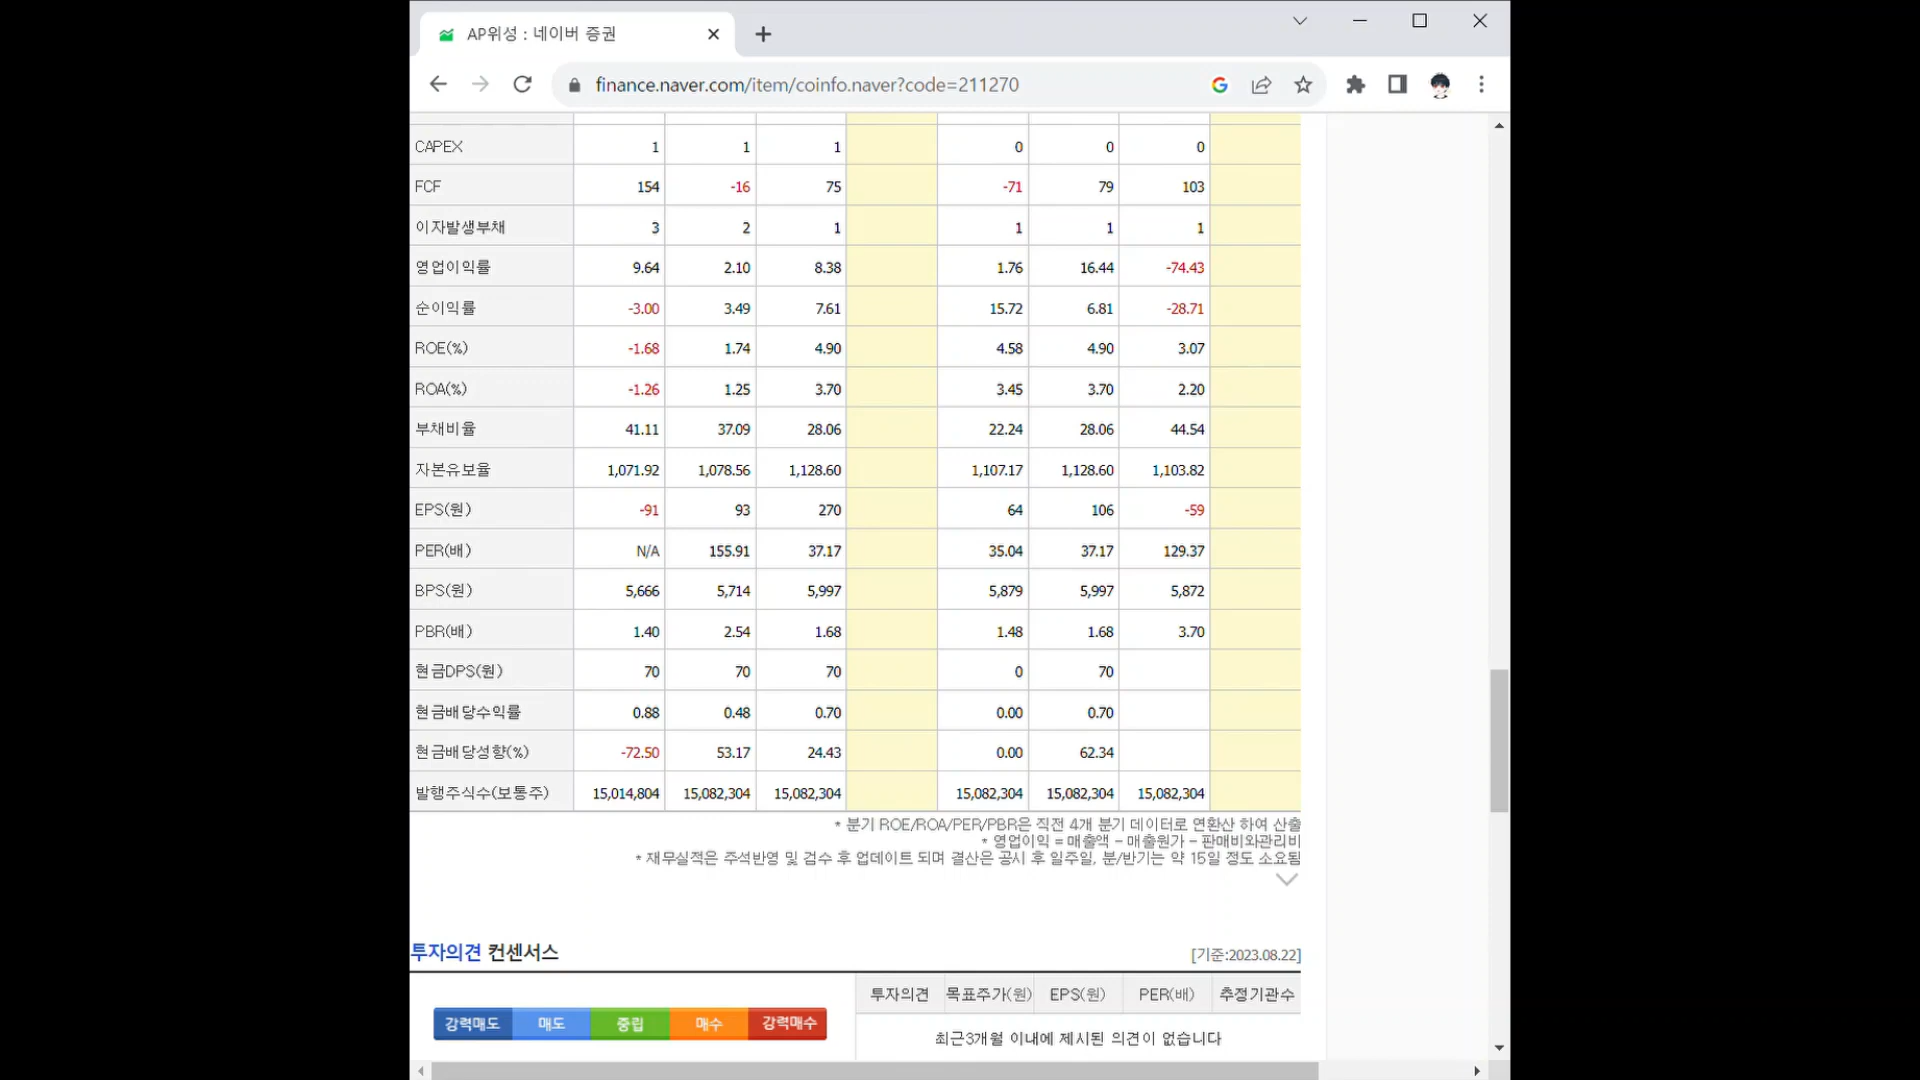 AP위성 : 네이버 증권
finance.naver.com/item/coinfo.naver?code=211270
CAPEX 1 1 1 0 0 0
FCF 154 -16 75 -71 79 103
이자발생부채 3 2 1 1 1 1
영업이익률 9.64 2.10 8.38 1.76 16.44 -74.43
순이익률 -3.00 3.49 7.61 15.72 6.81 -28.71
ROE(%) -1.68 1.74 4.90 4.58 4.90 3.07
ROA(%) -1.26 1.25 3.70 3.45 3.70 2.20
부채비율 41.11 37.09 28.06 22.24 28.06 44.54
자본유보율 1,071.92 1,078.56 1,128.60 1,107.17 1,128.60 1,103.82
EPS(원) -91 93 270 64 106 -59
PER(배) N/A 155.91 37.17 35.04 37.17 129.37
BPS(원) 5,666 5,714 5,997 5,879 5,997 5,872
PBR(배) 1.40 2.54 1.68 1.48 1.68 3.70
현금DPS(원) 70 70 70 0 70
현금배당수익률 0.88 0.48 0.70 0.00 0.70
현금배당성향(%) -72.50 53.17 24.43 0.00 62.34
발행주식수(보통주) 15,014,804 15,082,304 15,082,304 15,082,304 15,082,304 15,082,304
* 분기 ROE/ROA/PER/PBR은 직전 4개 분기 데이터로 연환산 하여 산출
* 영업이익 = 매출액 - 매출원가 - 판매비와관리비
* 재무실적은 주석반영 및 검수 후 업데이트 되며 결산은 공시 후 일주일, 분/반기는 약 15일 정도 소요됨
투자의견 컨센서스 [기준:2023.08.22]
투자의견 목표주가(원) EPS(원) PER(배) 추정기관수
강력매도 매도 중립 매수 강력매수
최근3개월 이내에 제시된 의견이 없습니다